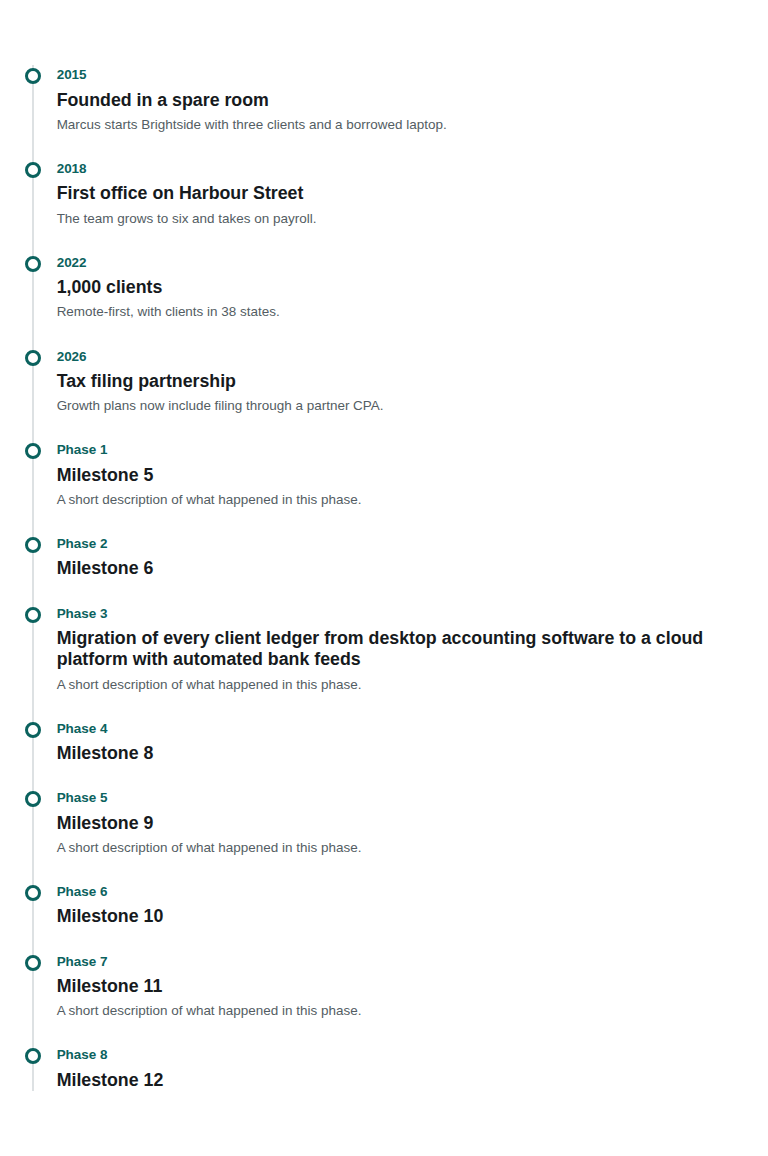 2015
Founded in a spare room
Marcus starts Brightside with three clients and a borrowed laptop.
2018
First office on Harbour Street
The team grows to six and takes on payroll.
2022
1,000 clients
Remote-first, with clients in 38 states.
2026
Tax filing partnership
Growth plans now include filing through a partner CPA.
Phase 1
Milestone 5
A short description of what happened in this phase.
Phase 2
Milestone 6
Phase 3
Migration of every client ledger from desktop accounting software to a cloud
platform with automated bank feeds
A short description of what happened in this phase.
Phase 4
Milestone 8
Phase 5
Milestone 9
A short description of what happened in this phase.
Phase 6
Milestone 10
Phase 7
Milestone 11
A short description of what happened in this phase.
Phase 8
Milestone 12